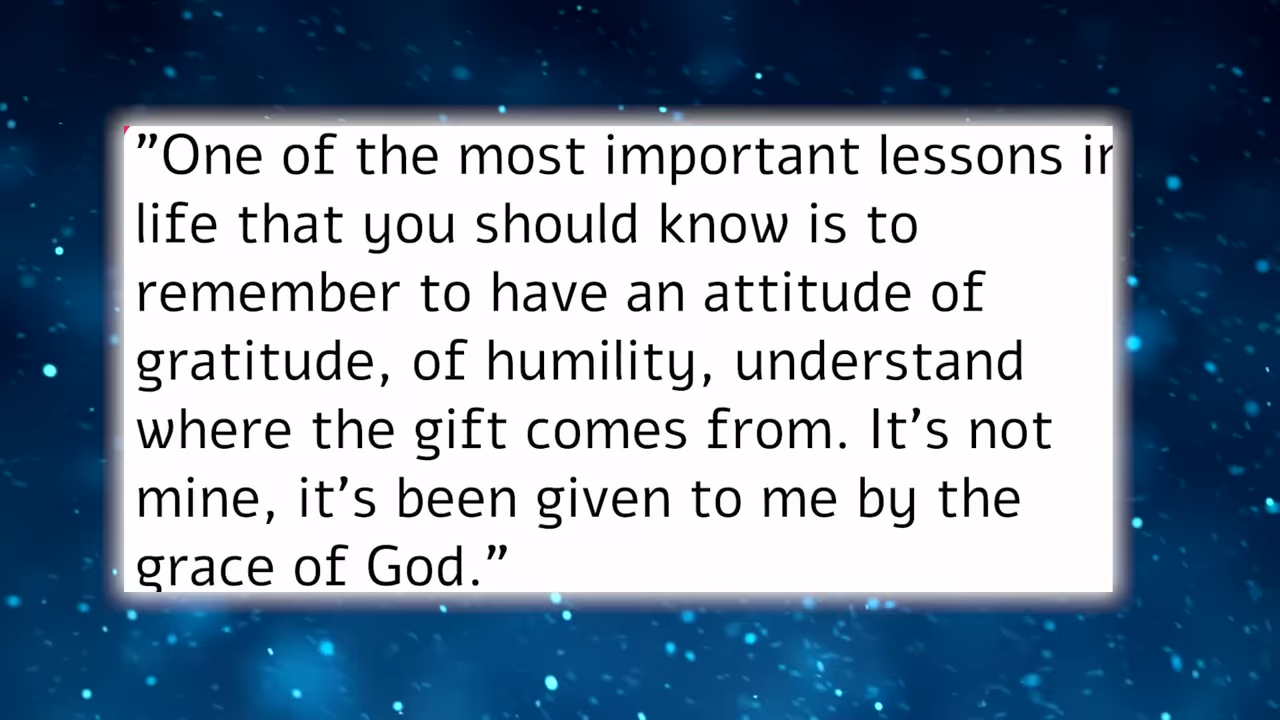 ”One of the most important lessons in
life that you should know is to
remember to have an attitude of
gratitude, of humility, understand
where the gift comes from. It’s not
mine, it’s been given to me by the
grace of God.”